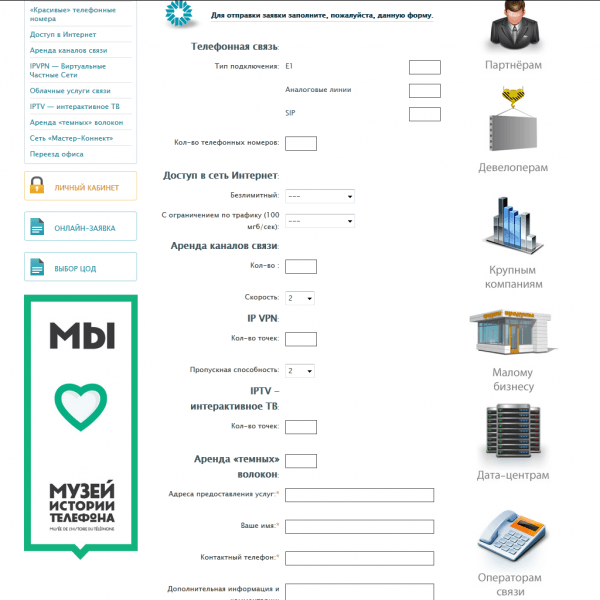 «Красивые» телефонные
номера
Доступ в Интернет
Аренда каналов связи
IPVPN — Виртуальные
Частные Сети
Облачные услуги связи
IPTV — интерактивное ТВ
Аренда «темных» волокон
Сеть «Мастер-Коннект»
Переезд офиса
ЛИЧНЫЙ КАБИНЕТ
ОНЛАЙН-ЗАЯВКА
ВЫБОР ЦОД
МЫ
МУЗЕЙ
ИСТОРИИ
ТЕЛЕФОНА
MUSÉE DE L'HISTOIRE DU TÉLÉPHONE
Для отправки заявки заполните, пожалуйста, данную форму.
Телефонная связь:
Тип подключения: E1
Аналоговые линии
SIP
Кол-во телефонных номеров:
Доступ в сеть Интернет:
Безлимитный: ---
С ограничением по трафику (100
мгб/сек): ---
Аренда каналов связи:
Кол-во :
Скорость: 2
IP VPN:
Кол-во точек:
Пропускная способность: 2
IPTV –
интерактивное ТВ:
Кол-во точек:
Аренда «темных»
волокон:
Адреса предоставления услуг:*
Ваше имя:*
Контактный телефон:*
Дополнительная информация и
Партнёрам
Девелоперам
Крупным
компаниям
Малому
бизнесу
Дата-центрам
Операторам
связи